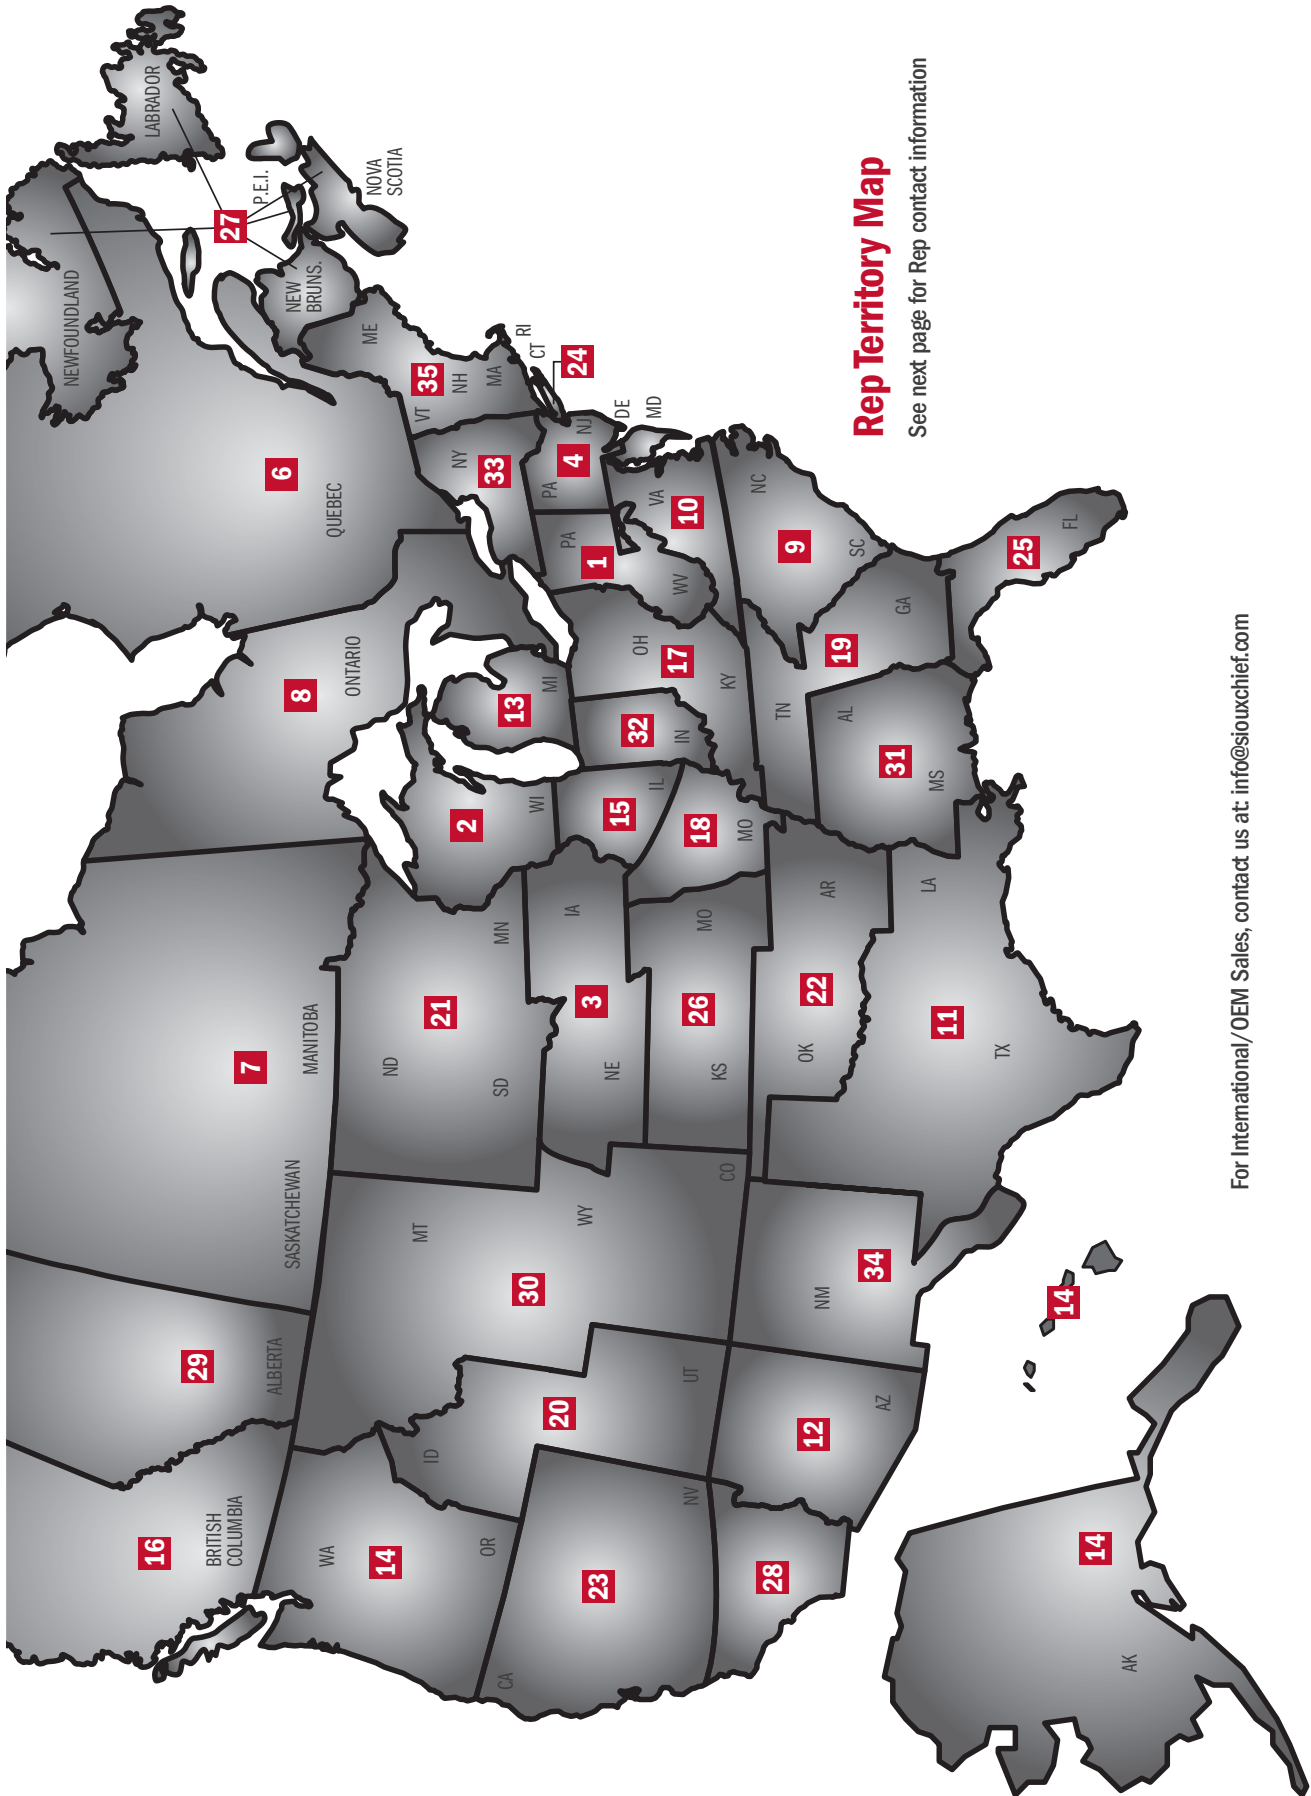 16
BRITISH
COLUMBIA
29
ALBERTA
SASKATCHEWAN
7
MANITOBA
8
ONTARIO
6
QUEBEC
NEWFOUNDLAND
LABRADOR
27
P.E.I.
NEW
BRUNS.
NOVA
SCOTIA
WA
14
OR
ID
20
UT
MT
30
WY
CO
ND
21
SD
MN
2
WI
13
MI
NY
33
VT
35
NH
MA
ME
RI
CT
24
CA
23
NV
28
12
AZ
34
NM
NE
3
IA
KS
26
MO
15
IL
18
MO
32
IN
OH
17
KY
PA
1
WV
PA
4
NJ
DE
MD
VA
10
OK
22
AR
TX
11
LA
TN
19
GA
AL
31
MS
NC
9
SC
25
FL
AK
14
14
Rep Territory Map
See next page for Rep contact information
For International/OEM Sales, contact us at: info@siouxchief.com